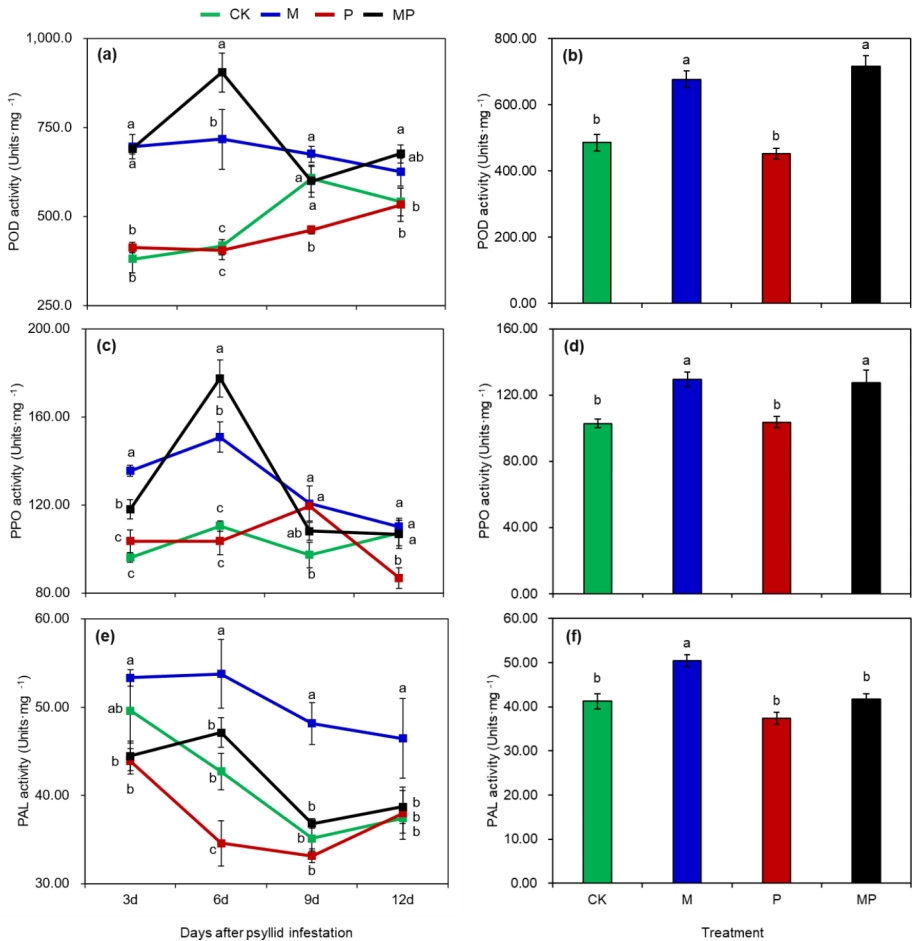 CK M P MP
(a)
POD activity (Units·mg ⁻¹)
1,000.0
750.0
500.0
250.0
a
a
b
b
a
b
c
c
a
a
a
b
a
ab
b
b
(b)
POD activity (Units·mg ⁻¹)
800.00
600.00
400.00
200.00
0.00
b
a
b
a
(c)
PPO activity (Units·mg ⁻¹)
200.00
160.00
120.00
80.00
a
b
c
c
a
b
c
c
a
a
ab
b
a
a
a
b
(d)
PPO activity (Units·mg ⁻¹)
160.00
120.00
80.00
40.00
0.00
b
a
b
a
(e)
PAL activity (Units·mg ⁻¹)
60.00
50.00
40.00
30.00
a
ab
b
b
a
b
b
c
a
b
b
b
a
b
b
b
3d 6d 9d 12d
Days after psyllid infestation
(f)
PAL activity (Units·mg ⁻¹)
60.00
50.00
40.00
30.00
20.00
10.00
0.00
b
a
b
b
CK M P MP
Treatment